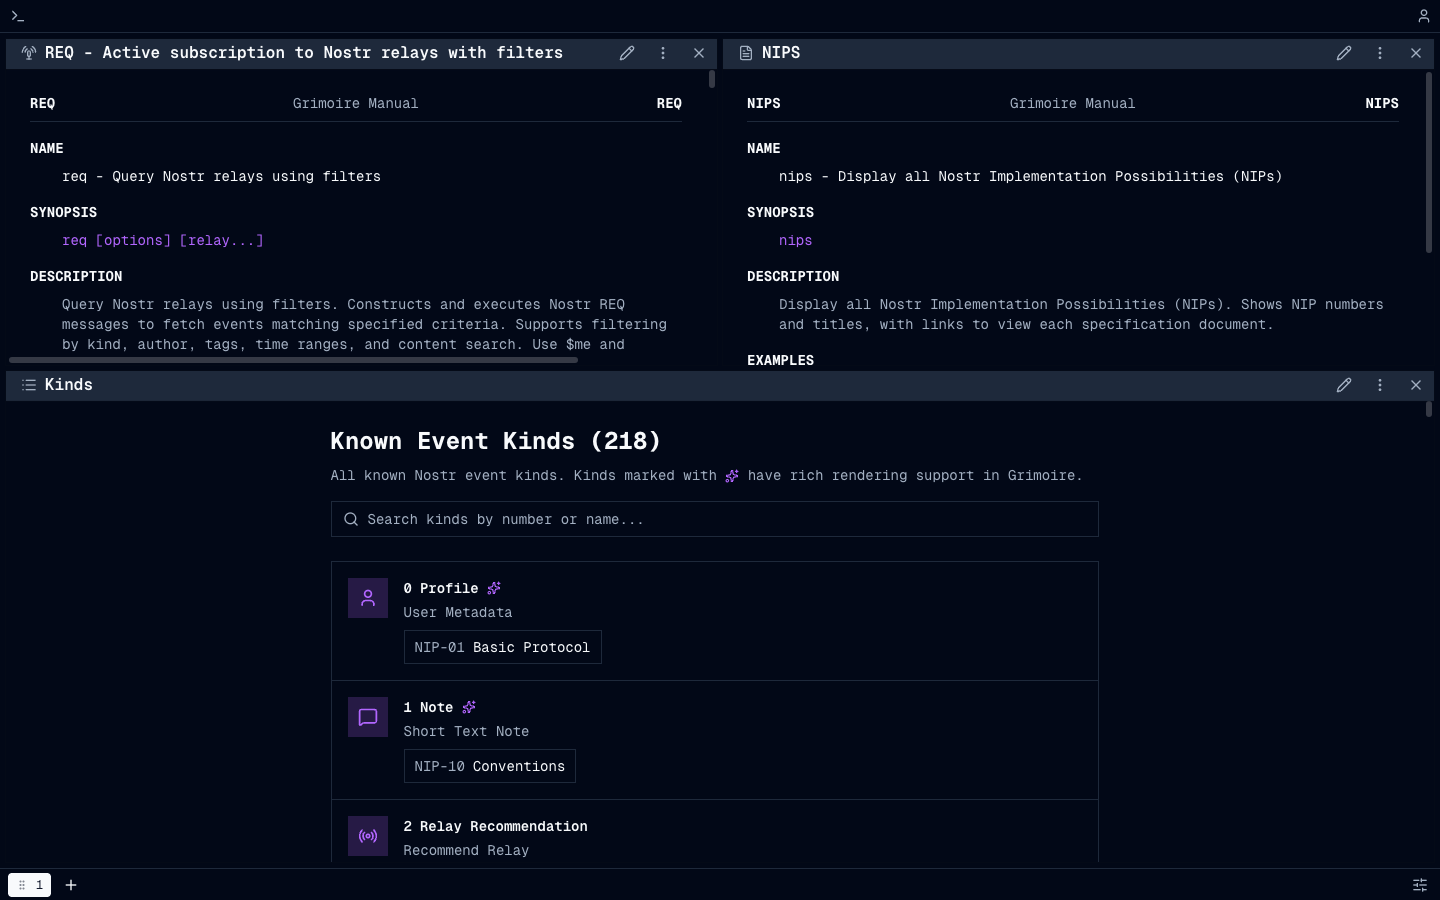 REQ - Active subscription to Nostr relays with filters
REQ Grimoire Manual REQ
NAME
req - Query Nostr relays using filters
SYNOPSIS
req [options] [relay...]
DESCRIPTION
Query Nostr relays using filters. Constructs and executes Nostr REQ
messages to fetch events matching specified criteria. Supports filtering
by kind, author, tags, time ranges, and content search. Use $me and
NIPS
NIPS Grimoire Manual NIPS
NAME
nips - Display all Nostr Implementation Possibilities (NIPs)
SYNOPSIS
nips
DESCRIPTION
Display all Nostr Implementation Possibilities (NIPs). Shows NIP numbers
and titles, with links to view each specification document.
EXAMPLES
Kinds
Known Event Kinds (218)
All known Nostr event kinds. Kinds marked with have rich rendering support in Grimoire.
Search kinds by number or name...
0 Profile
User Metadata
NIP-01 Basic Protocol
1 Note
Short Text Note
NIP-10 Conventions
2 Relay Recommendation
Recommend Relay
1